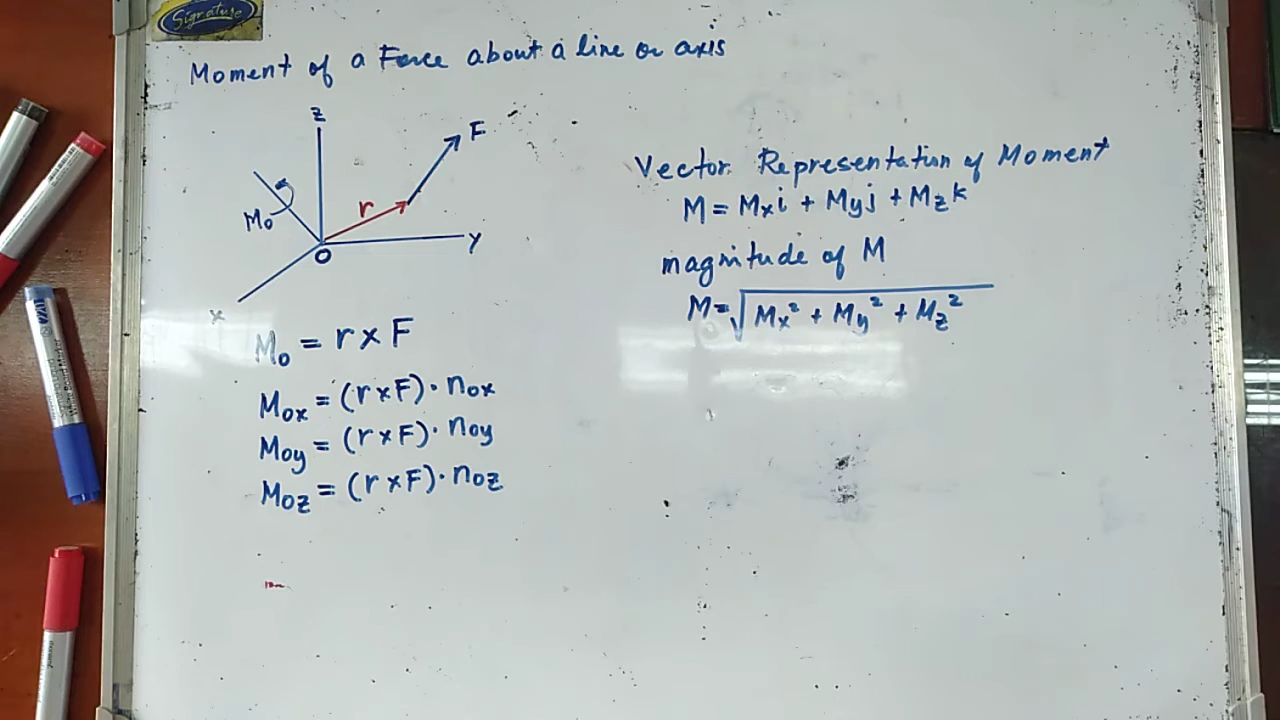 Signature
Moment of a Force about a line or axis
Z
F
r
Mo
Y
O
X
Mo = r x F
Mox = (r x F) · nox
Moy = (r x F) · noy
Moz = (r x F) · noz
Vector Representation of Moment
M = Mxi + Myj + Mzk
magnitude of M
M = √Mx² + My² + Mz²